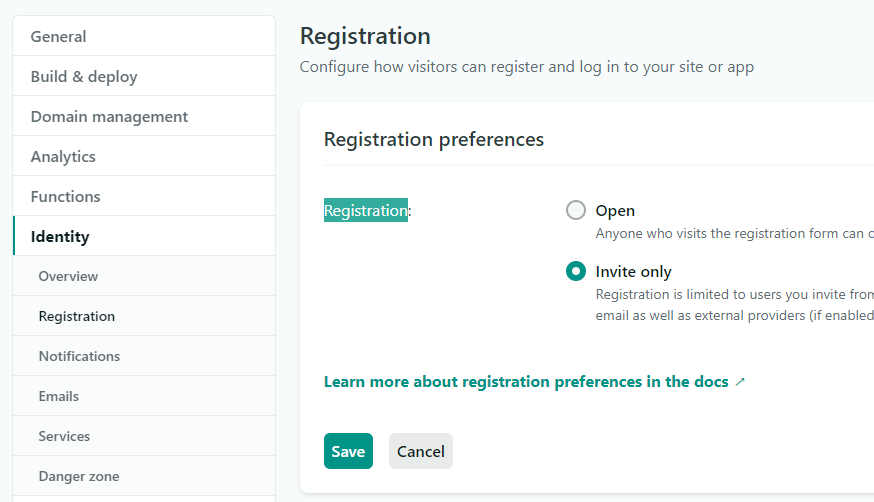 General
Build & deploy
Domain management
Analytics
Functions
Identity
Overview
Registration
Notifications
Emails
Services
Danger zone
Registration
Configure how visitors can register and log in to your site or app
Registration preferences
Registration:
Open
Anyone who visits the registration form can
Invite only
Registration is limited to users you invite from
email as well as external providers (if enabled
Learn more about registration preferences in the docs ↗
Save
Cancel